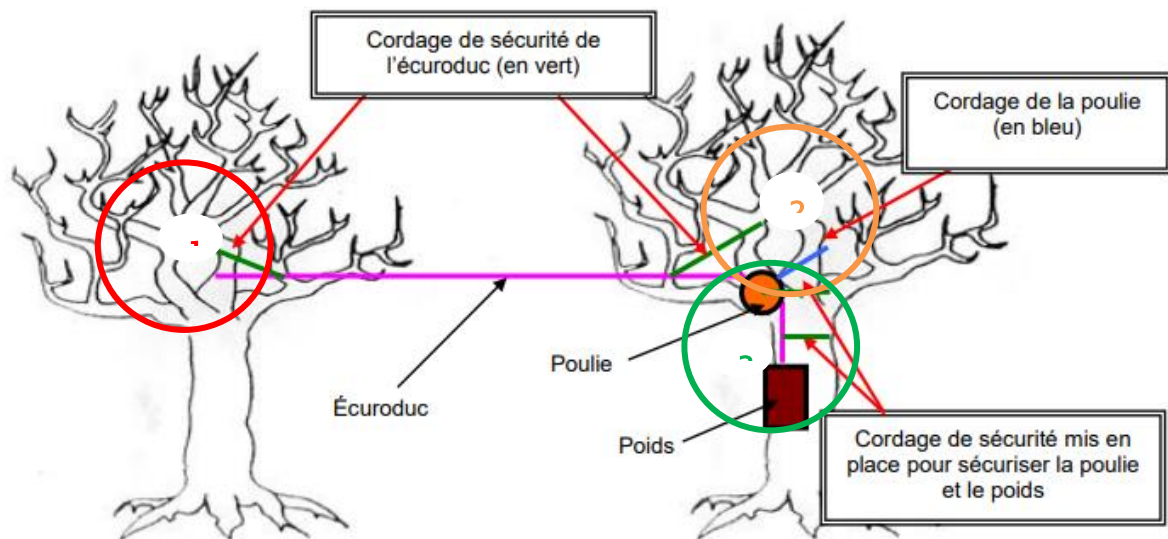 Cordage de sécurité de
l'écuroduc (en vert)
Cordage de la poulie
(en bleu)
Poulie
Écuroduc
Poids
Cordage de sécurité mis en
place pour sécuriser la poulie
et le poids